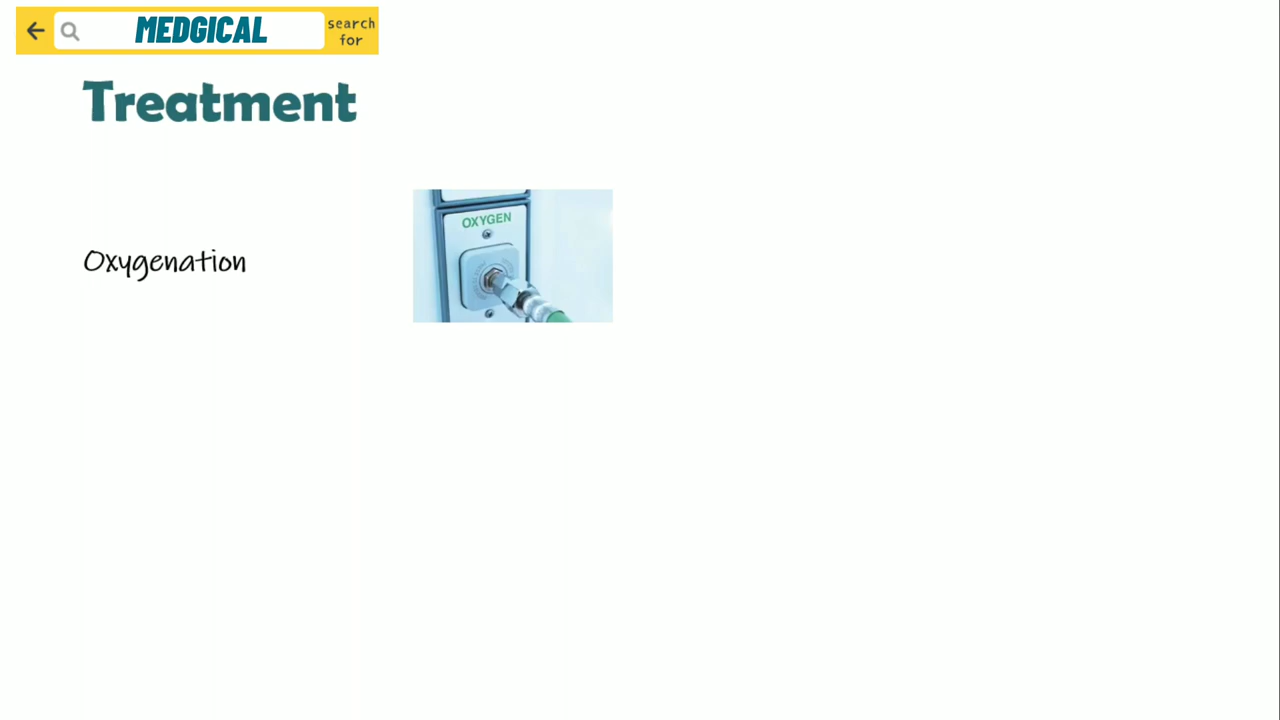 MEDGICAL
search
for
Treatment
OXYGEN
Oxygenation